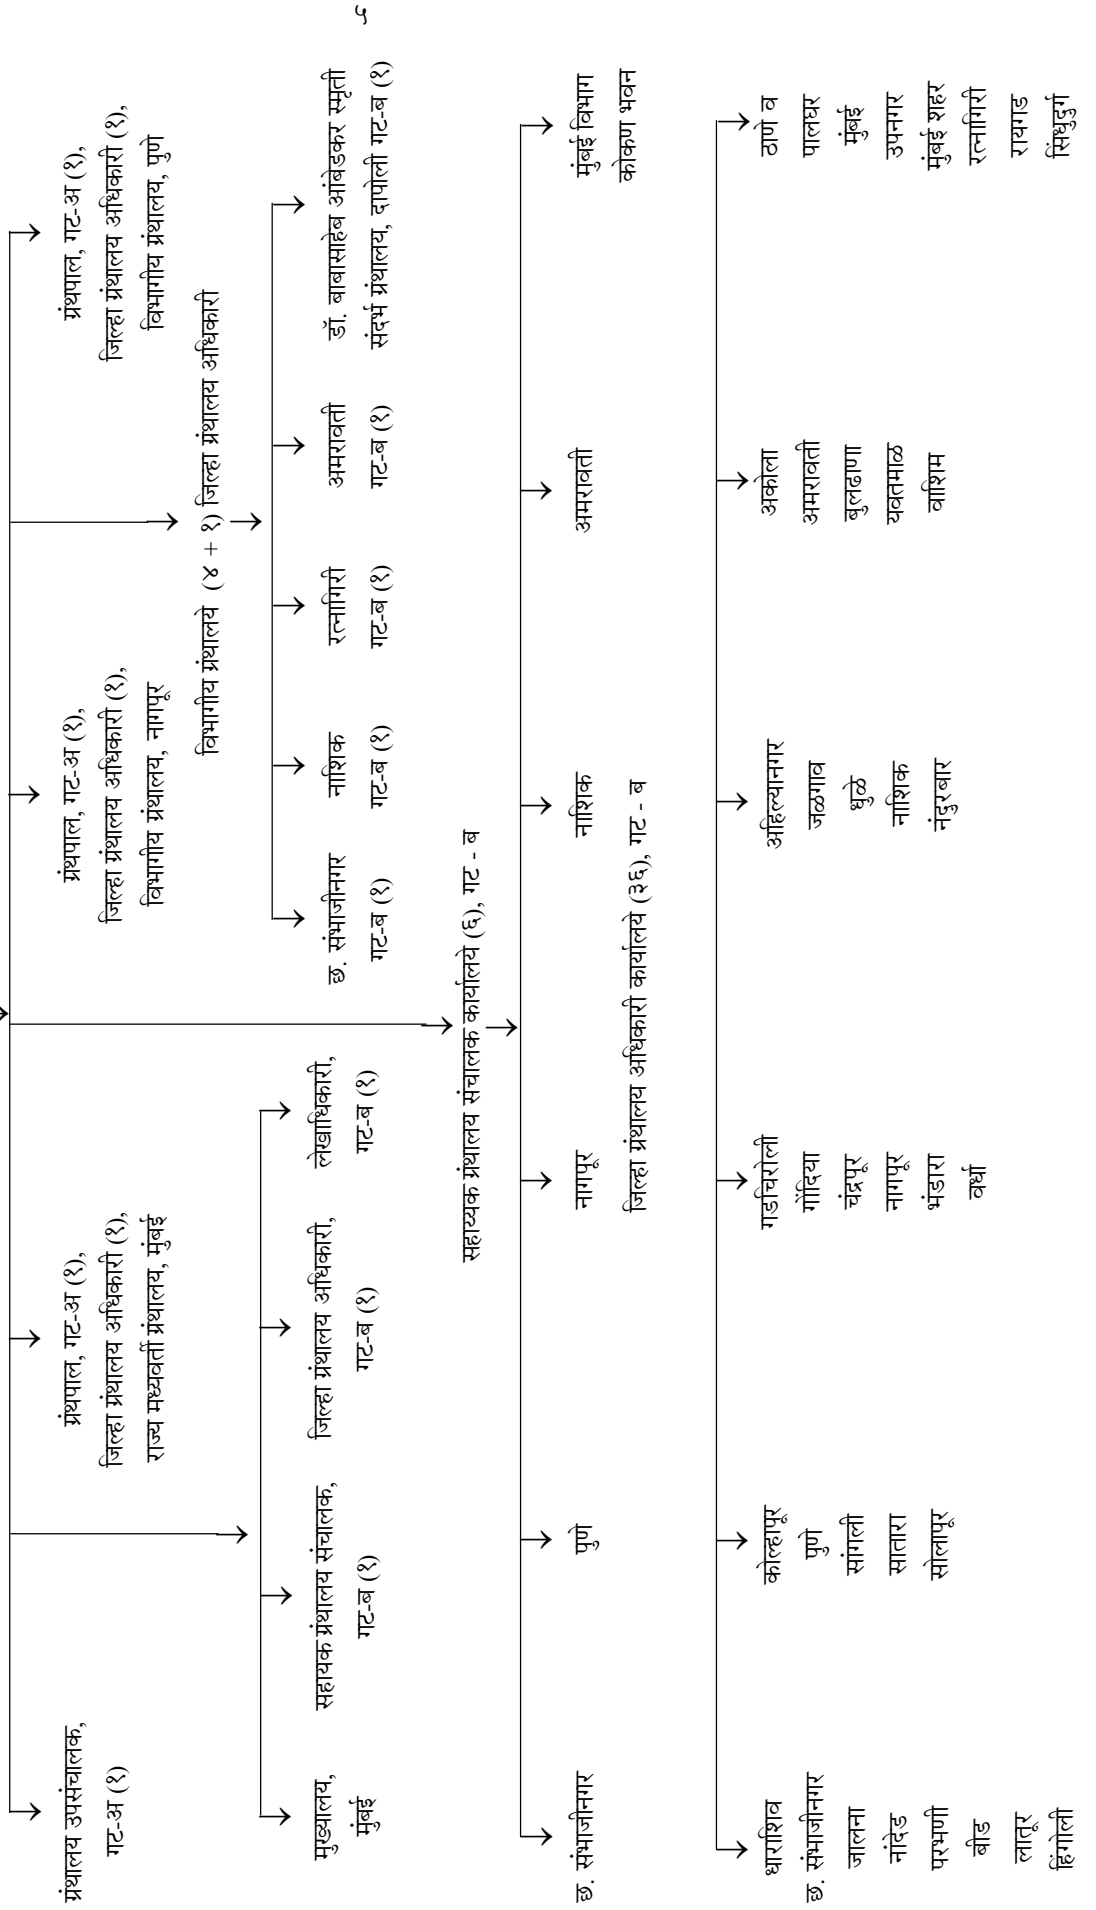 ५
ग्रंथालय उपसंचालक,
गट-अ (१)
ग्रंथपाल, गट-अ (१),
जिल्हा ग्रंथालय अधिकारी (१),
राज्य मध्यवर्ती ग्रंथालय, मुंबई
ग्रंथपाल, गट-अ (१),
जिल्हा ग्रंथालय अधिकारी (१),
विभागीय ग्रंथालय, नागपूर
ग्रंथपाल, गट-अ (१),
जिल्हा ग्रंथालय अधिकारी (१),
विभागीय ग्रंथालय, पुणे
विभागीय ग्रंथालये (४ + १) जिल्हा ग्रंथालय अधिकारी
मुख्यालय,
मुंबई
सहायक ग्रंथालय संचालक,
गट-ब (१)
जिल्हा ग्रंथालय अधिकारी,
गट-ब (१)
लेखाधिकारी,
गट-ब (१)
छ. संभाजीनगर
गट-ब (१)
नाशिक
गट-ब (१)
रत्नागिरी
गट-ब (१)
अमरावती
गट-ब (१)
डॉ. बाबासाहेब आंबेडकर स्मृती
संदर्भ ग्रंथालय, दापोली गट-ब (१)
सहाय्यक ग्रंथालय संचालक कार्यालये (६), गट - ब
छ. संभाजीनगर
पुणे
नागपूर
नाशिक
अमरावती
मुंबई विभाग
कोकण भवन
जिल्हा ग्रंथालय अधिकारी कार्यालये (३६), गट - ब
धाराशिव
छ. संभाजीनगर
जालना
नांदेड
परभणी
बीड
लातूर
हिंगोली
कोल्हापूर
पुणे
सांगली
सातारा
सोलापूर
गडचिरोली
गोंदिया
चंद्रपूर
नागपूर
भंडारा
वर्धा
अहिल्यानगर
जळगाव
धुळे
नाशिक
नंदुरबार
अकोला
अमरावती
बुलढाणा
यवतमाळ
वाशिम
ठाणे व
पालघर
मुंबई
उपनगर
मुंबई शहर
रत्नागिरी
रायगड
सिंधुदुर्ग